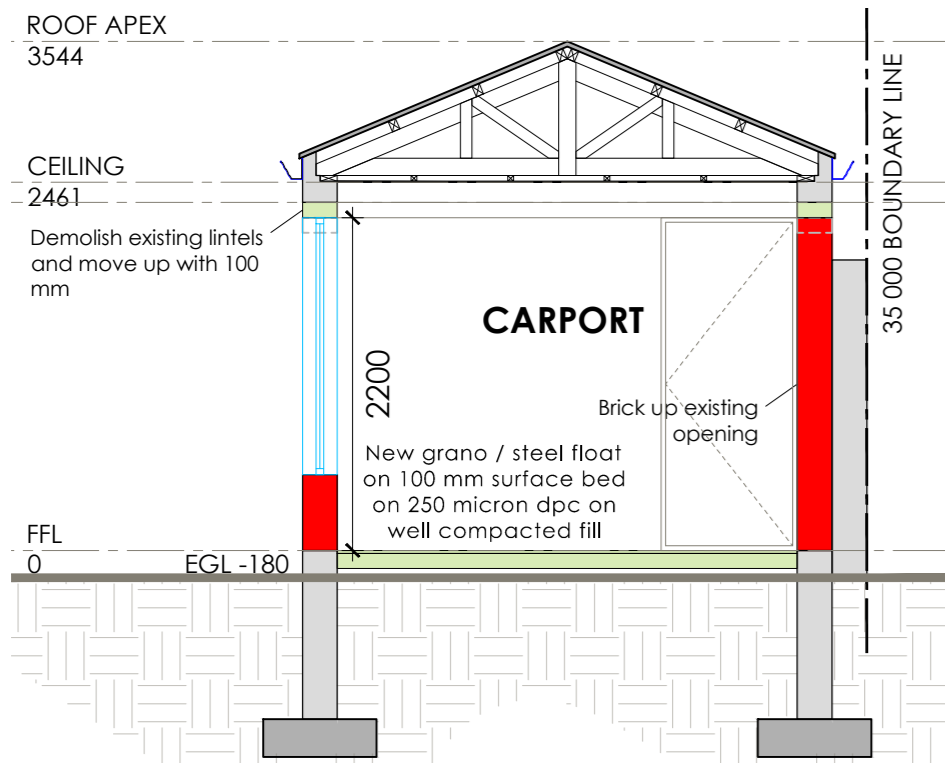 ROOF APEX
3544
CEILING
2461
Demolish existing lintels
and move up with 100
mm
35 000 BOUNDARY LINE
CARPORT
2200
Brick up existing
opening
New grano / steel float
on 100 mm surface bed
on 250 micron dpc on
well compacted fill
FFL
0
EGL -180